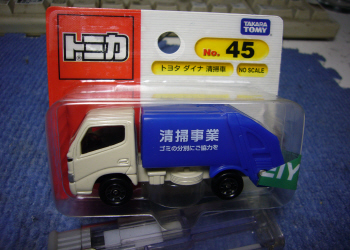 トミカ
TAKARA
TOMY
No. 45
トヨタ ダイナ 清掃車
NO SCALE
清掃事業
ゴミの分別にご協力を